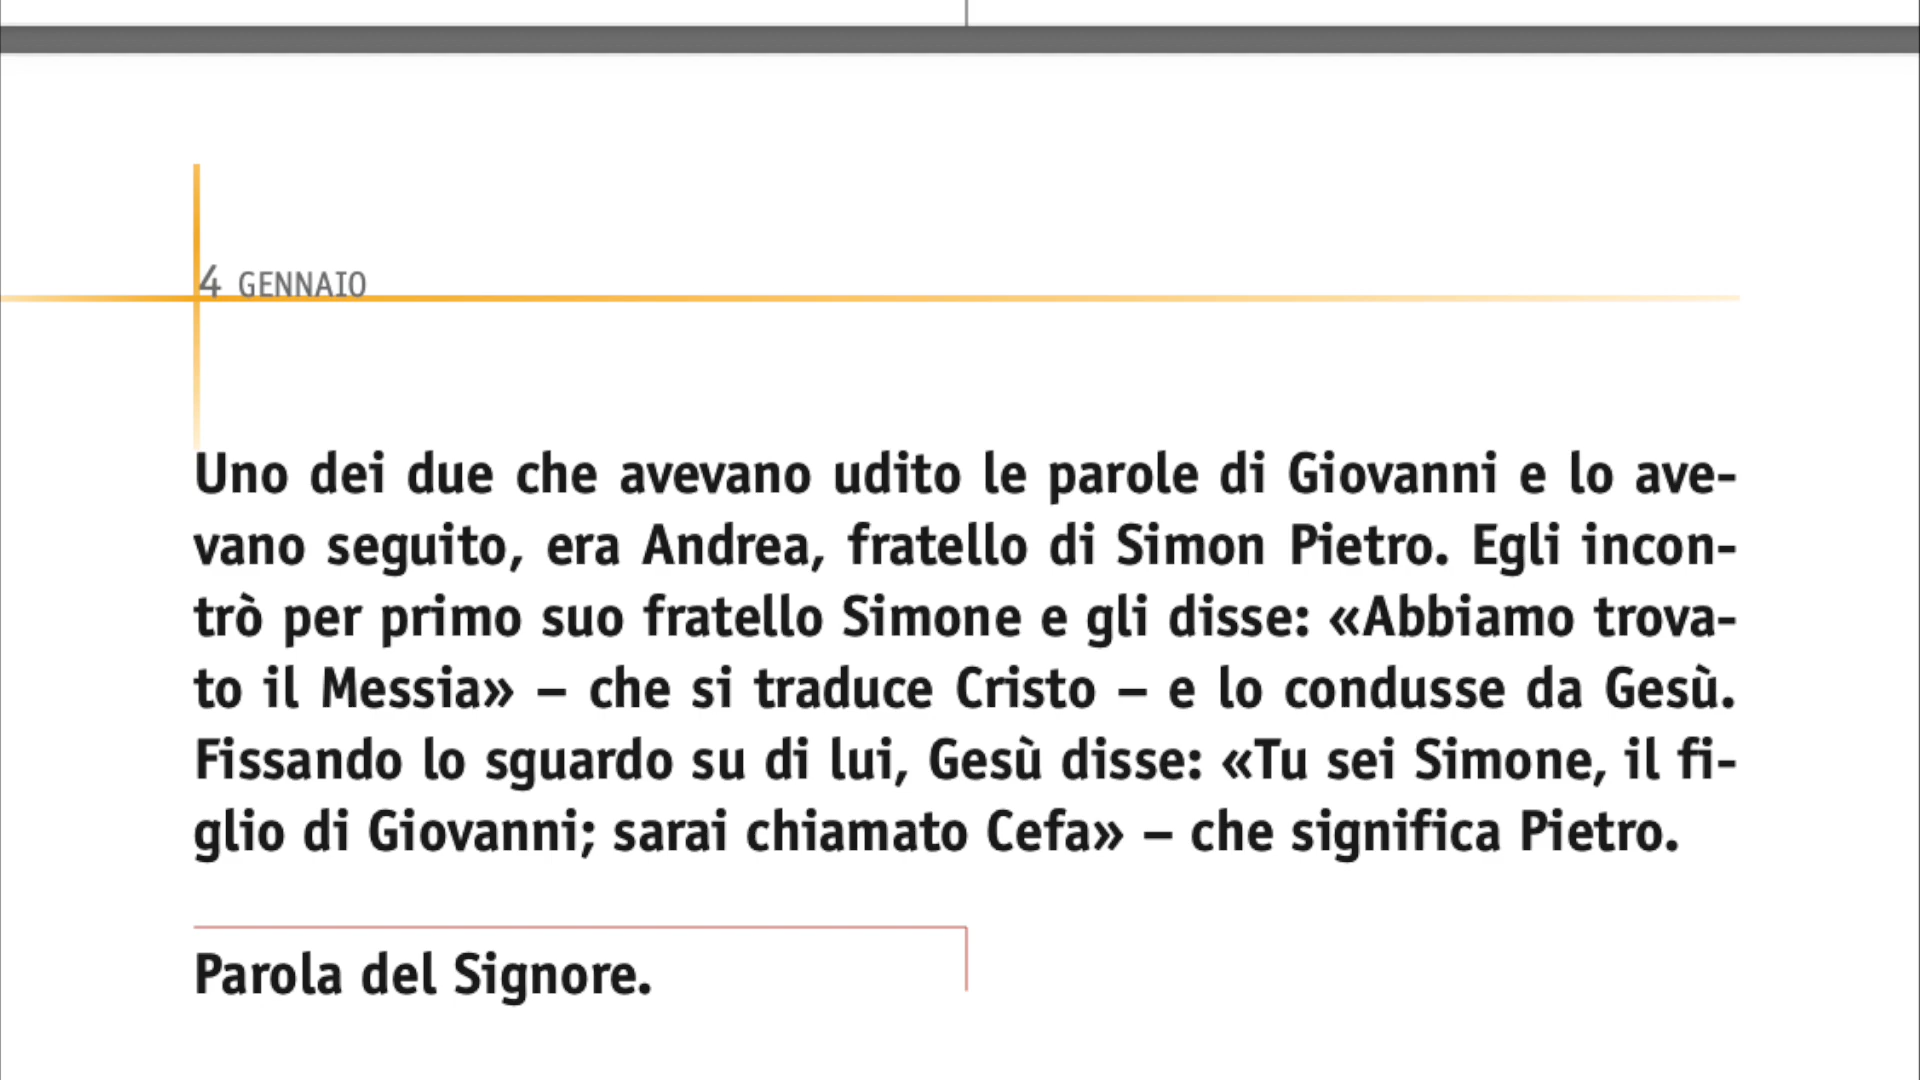 4 GENNAIO
Uno dei due che avevano udito le parole di Giovanni e lo ave-
vano seguito, era Andrea, fratello di Simon Pietro. Egli incon-
trò per primo suo fratello Simone e gli disse: «Abbiamo trova-
to il Messia» – che si traduce Cristo – e lo condusse da Gesù.
Fissando lo sguardo su di lui, Gesù disse: «Tu sei Simone, il fi-
glio di Giovanni; sarai chiamato Cefa» – che significa Pietro.
Parola del Signore.